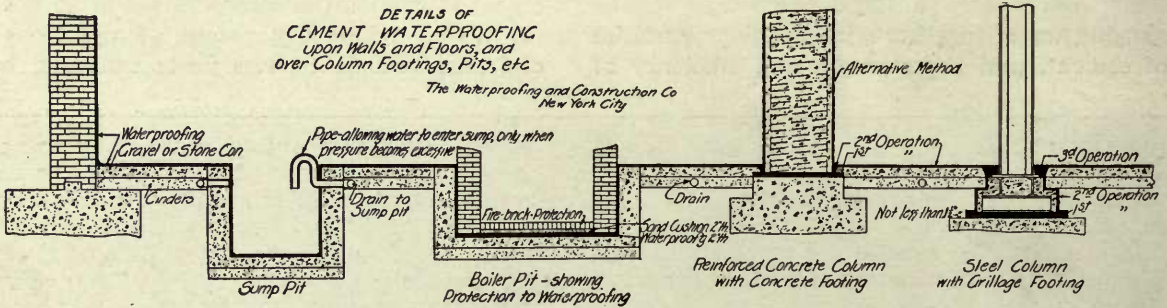 DETAILS OF
CEMENT WATERPROOFING
upon Walls and Floors, and
over Column Footings, Pits, etc
The Waterproofing and Construction Co
New York City
Waterproofing
Gravel or Stone Con
Cinders
Pipe-allowing water to enter sump, only when
pressure becomes excessive
Drain to
Sump pit
Sump Pit
Fire-brick-Protection
Sand Cushion 2"th
Waterproof'g 2"th
Boiler Pit - showing
Protection to Waterproofing
Drain
Alternative Method
2nd Operation
1st "
Reinforced Concrete Column
with Concrete Footing
3d Operation
2nd Operation
1st "
Not less than
Steel Column
with Grillage Footing